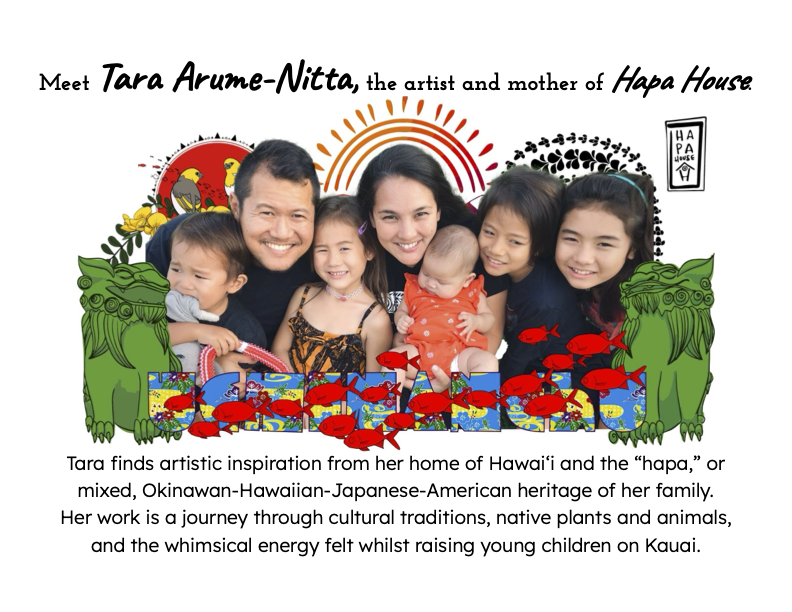 Meet Tara Arume-Nitta, the artist and mother of Hapa House.
HA
PA
HOUSE
H
UCHINANCHU
Tara finds artistic inspiration from her home of Hawaiʻi and the “hapa,” or
mixed, Okinawan-Hawaiian-Japanese-American heritage of her family.
Her work is a journey through cultural traditions, native plants and animals,
and the whimsical energy felt whilst raising young children on Kauai.